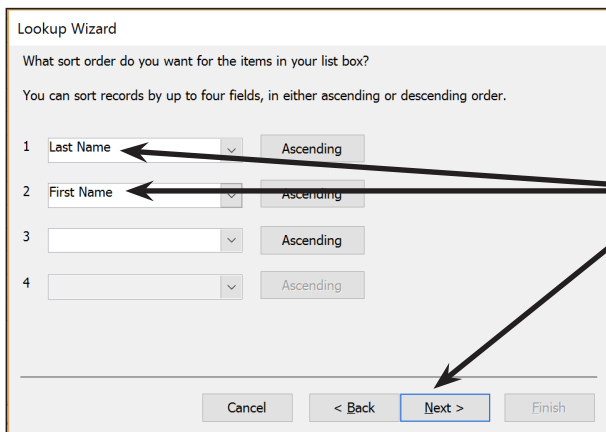 Lookup Wizard
What sort order do you want for the items in your list box?
You can sort records by up to four fields, in either ascending or descending order.
1 Last Name Ascending
2 First Name Ascending
3 Ascending
4 Ascending
Cancel < Back Next > Finish